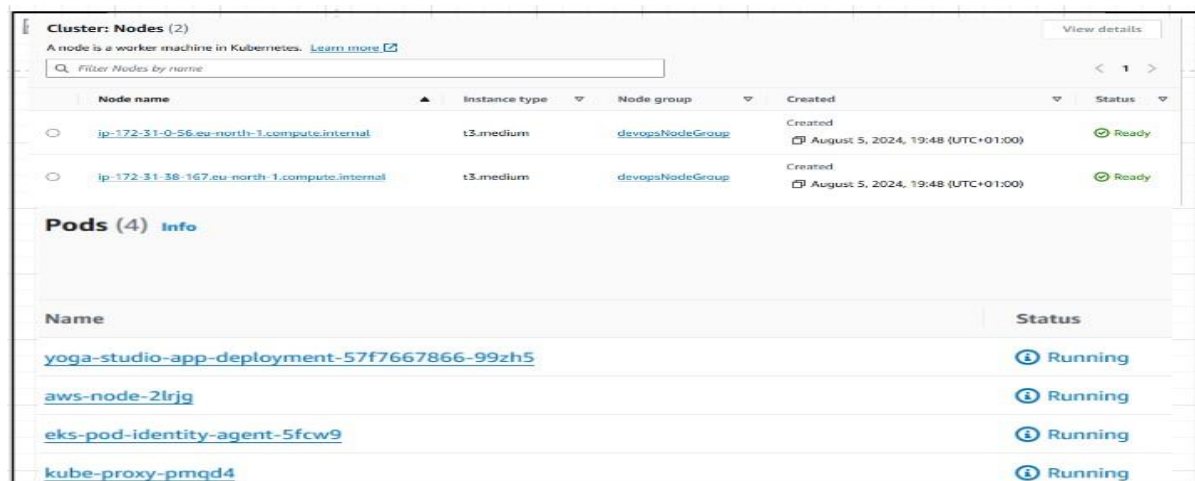 Cluster: Nodes (2)
View details
A node is a worker machine in Kubernetes. Learn more
Filter Nodes by name
1
Node name Instance type Node group Created Status
Created
ip-172-31-0-56.eu-north-1.compute.internal t3.medium devopsNodeGroup August 5, 2024, 19:48 (UTC+01:00) Ready
Created
ip-172-31-38-167.eu-north-1.compute.internal t3.medium devopsNodeGroup August 5, 2024, 19:48 (UTC+01:00) Ready
Pods (4) Info
Name Status
yoga-studio-app-deployment-57f7667866-99zh5 Running
aws-node-2lrjg Running
eks-pod-identity-agent-5fcw9 Running
kube-proxy-pmqd4 Running